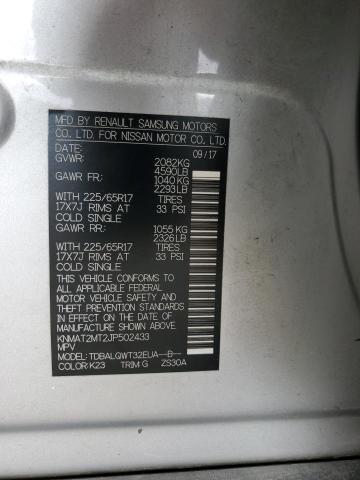 MFD BY RENAULT SAMSUNG MOTORS
CO. LTD. FOR NISSAN MOTOR CO. LTD.
DATE: 09/17
GVWR: 2082KG
4590LB
GAWR FR: 1040 KG
2293LB
WITH 225/65R17 TIRES
17X7J RIMS AT 33 PSI
COLD SINGLE
GAWR RR: 1055 KG
2326LB
WITH 225/65R17 TIRES
17X7J RIMS AT 33 PSI
COLD SINGLE
THIS VEHICLE CONFORMS TO
ALL APPLICABLE FEDERAL
MOTOR VEHICLE SAFETY AND
THEFT PREVENTION STANDARDS
IN EFFECT ON THE DATE OF
MANUFACTURE SHOWN ABOVE.
KNMAT2MT2JP502433
MPV
MODEL: TDBALQWT32EUA--B--
COLOR: K23 TRIM G ZS30A